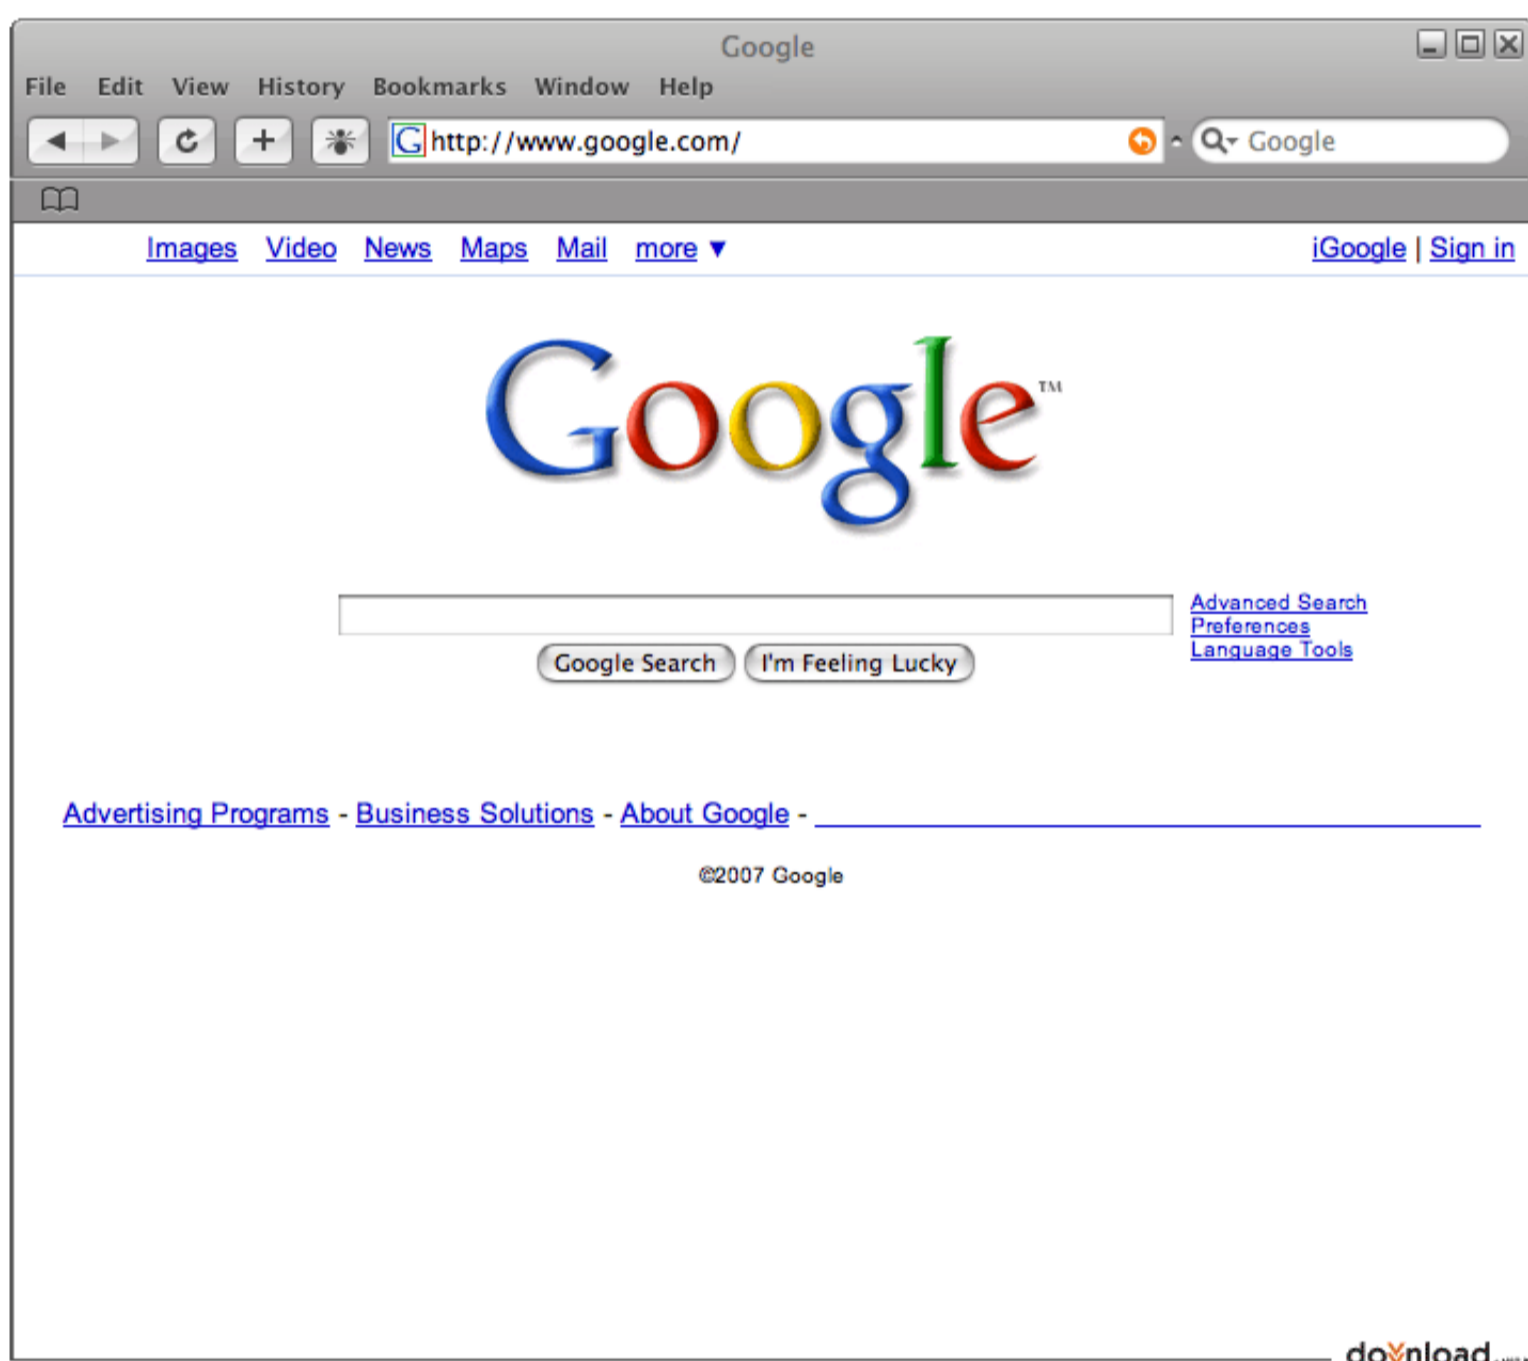 Google
File Edit View History Bookmarks Window Help
G http://www.google.com/ Google
Images Video News Maps Mail more ▼ iGoogle | Sign in
Google™
Advanced Search
Preferences
Language Tools
Google Search I'm Feeling Lucky
Advertising Programs - Business Solutions - About Google -
©2007 Google
download